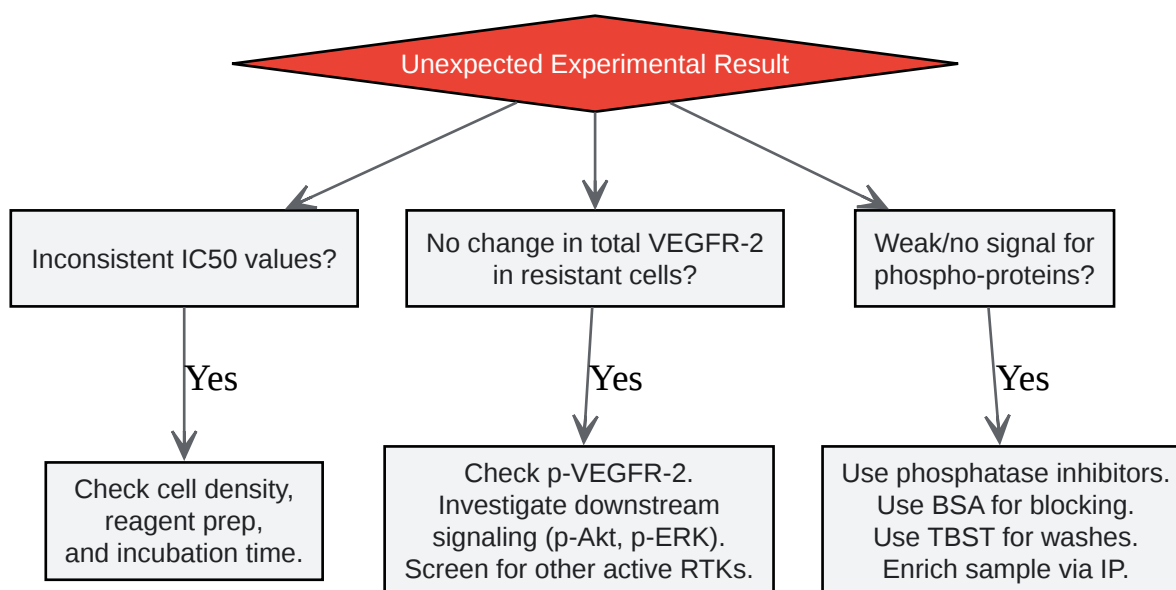 Unexpected Experimental Result
Inconsistent IC50 values?
No change in total VEGFR-2
in resistant cells?
Weak/no signal for
phospho-proteins?
Yes
Yes
Yes
Check cell density,
reagent prep,
and incubation time.
Check p-VEGFR-2.
Investigate downstream
signaling (p-Akt, p-ERK).
Screen for other active RTKs.
Use phosphatase inhibitors.
Use BSA for blocking.
Use TBST for washes.
Enrich sample via IP.